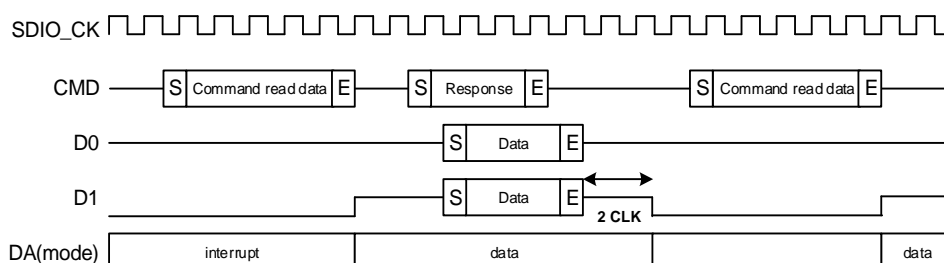 SDIO_CK
CMD S Command read data E S Response E S Command read data E
D0 S Data E
D1 S Data E
2 CLK
DA(mode) interrupt data data